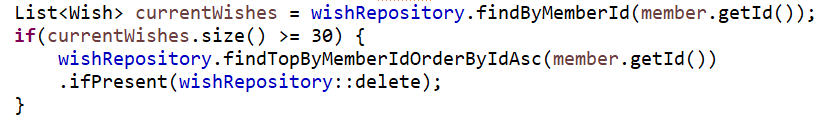 List<Wish> currentWishes = wishRepository.findByMemberId(member.getId());
if(currentWishes.size() >= 30) {
    wishRepository.findTopByMemberIdOrderByIdAsc(member.getId())
    .ifPresent(wishRepository::delete);
}